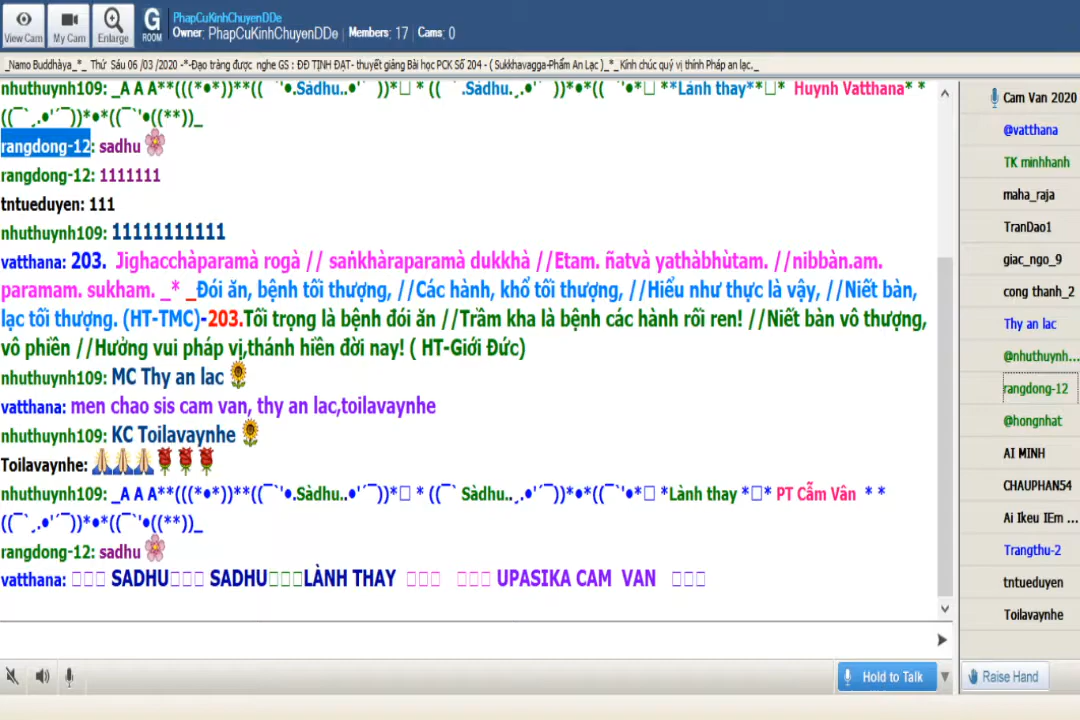 View Cam
My Cam
Enlarge
G
ROOM
PhapCuKinhChuyenDDe
Owner: PhapCuKinhChuyenDDe | Members: 17 | Cams: 0
_Namo Buddhàya_*_ Thứ Sáu 06 /03 /2020 -*-Đạo tràng được nghe GS : ĐĐ TỊNH ĐẠT- thuyết giảng Bài học PCK Số 204 - ( Sukkhavagga-Phẩm An Lạc )_*_ Kính chúc quý vị thính Pháp an lạc._
nhuthuynh109: _A A A**(((*•*))**((¯`'•.Sàdhu..•'´¯))*□ * ((¯` .Sàdhu.¸.•'´¯))*•*((¯`'•*□ **Lành thay**□* Huynh Vatthana* *
((¯`¸.•'´¯))*•*((¯`'•((**))_
rangdong-12: sadhu 🌸
rangdong-12: 1111111
tntueduyen: 111
nhuthuynh109: 11111111111
vatthana: 203. Jighacchàparamà rogà // saṅkhàraparamà dukkhà //Etam. ñatvà yathàbhùtam. //nibbàn.am.
paramam. sukham. _* _Đói ăn, bệnh tối thượng, //Các hành, khổ tối thượng, //Hiểu như thực là vậy, //Niết bàn,
lạc tối thượng. (HT-TMC)-203.Tối trọng là bệnh đói ăn //Trầm kha là bệnh các hành rối ren! //Niết bàn vô thượng,
vô phiền //Hưởng vui pháp vị,thánh hiền đời nay! ( HT-Giới Đức)
nhuthuynh109: MC Thy an lac 🌻
vatthana: men chao sis cam van, thy an lac,toilavaynhe
nhuthuynh109: KC Toilavaynhe 🌻
Toilavaynhe: 🙏🙏🙏🌹🌹🌹
nhuthuynh109: _A A A**(((*•*))**((¯`'•.Sàdhu..•'´¯))*□ * ((¯` Sàdhu..¸.•'´¯))*•*((¯`'•*□ *Lành thay *□* PT Cẩm Vân * *
((¯`¸.•'´¯))*•*((¯`'•((**))_
rangdong-12: sadhu 🌸
vatthana: □□□ SADHU□□□ SADHU□□□LÀNH THAY □□□ □□□ UPASIKA CAM VAN □□□
Hold to Talk
Cam Van 2020
@vatthana
TK minhhanh
maha_raja
TranDao1
giac_ngo_9
cong thanh_2
Thy an lac
@nhuthuynh...
rangdong-12
@hongnhat
AI MINH
CHAUPHAN54
Ai Ikeu IEm ...
Trangthu-2
tntueduyen
Toilavaynhe
Raise Hand